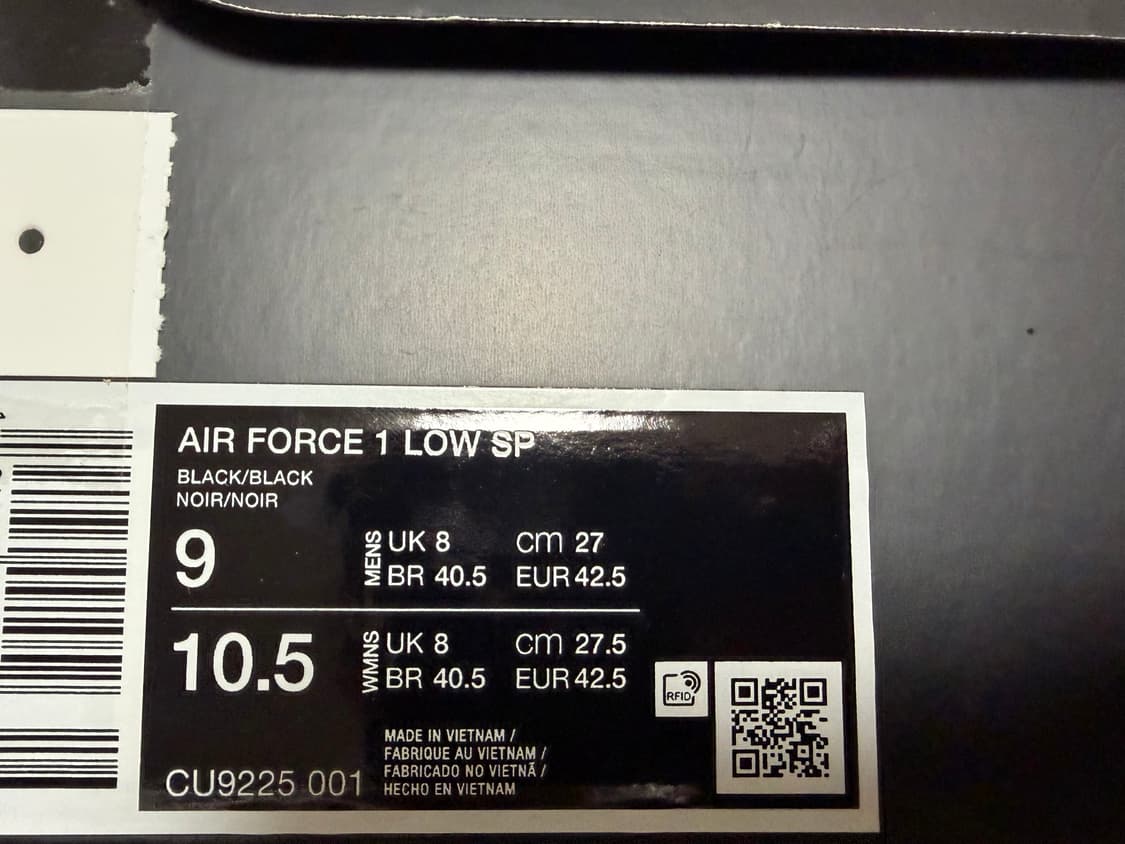 AIR FORCE 1 LOW SP
BLACK/BLACK
NOIR/NOIR
9 MENS UK 8 cm 27
BR 40.5 EUR 42.5
10.5 WMNS UK 8 cm 27.5
BR 40.5 EUR 42.5
RFID
MADE IN VIETNAM /
FABRIQUE AU VIETNAM /
FABRICADO NO VIETNÃ /
HECHO EN VIETNAM
CU9225 001